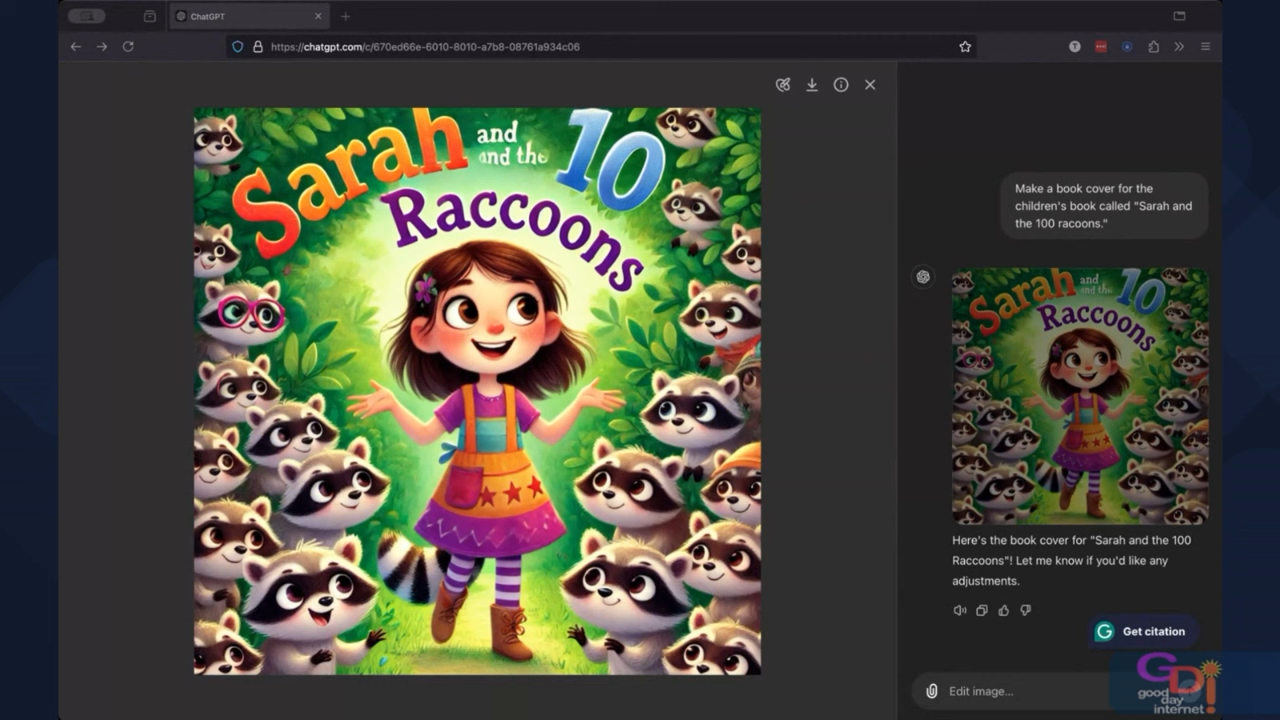 ChatGPT
https://chatgpt.com/c/670ed66e-6010-8010-a7b8-08761a934c06
Sarah and and the 10
Raccoons
Make a book cover for the
children's book called "Sarah and
the 100 racoons."
Sarah and and the 10
Raccoons
Here's the book cover for "Sarah and the 100
Raccoons"! Let me know if you'd like any
adjustments.
Get citation
Edit image...
GDI
good
day
internet!